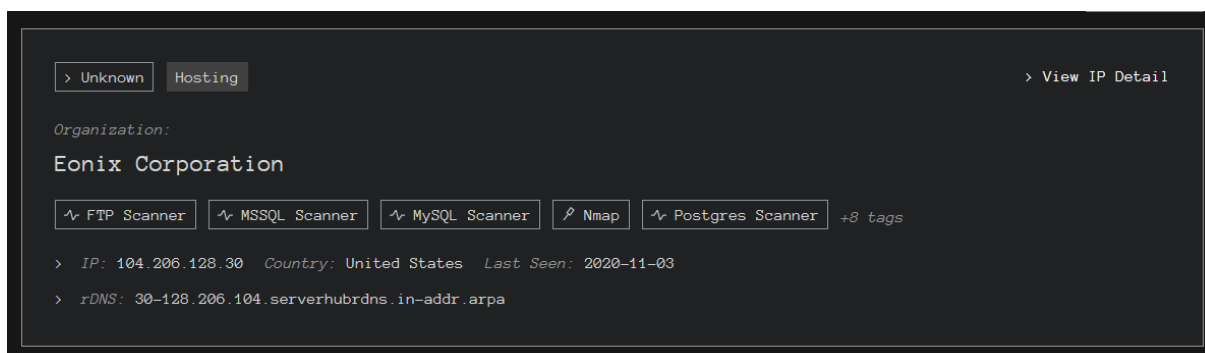 > Unknown Hosting > View IP Detail
Organization:
Eonix Corporation
FTP Scanner MSSQL Scanner MySQL Scanner Nmap Postgres Scanner +8 tags
> IP: 104.206.128.30 Country: United States Last Seen: 2020-11-03
> rDNS: 30-128.206.104.serverhubrdns.in-addr.arpa